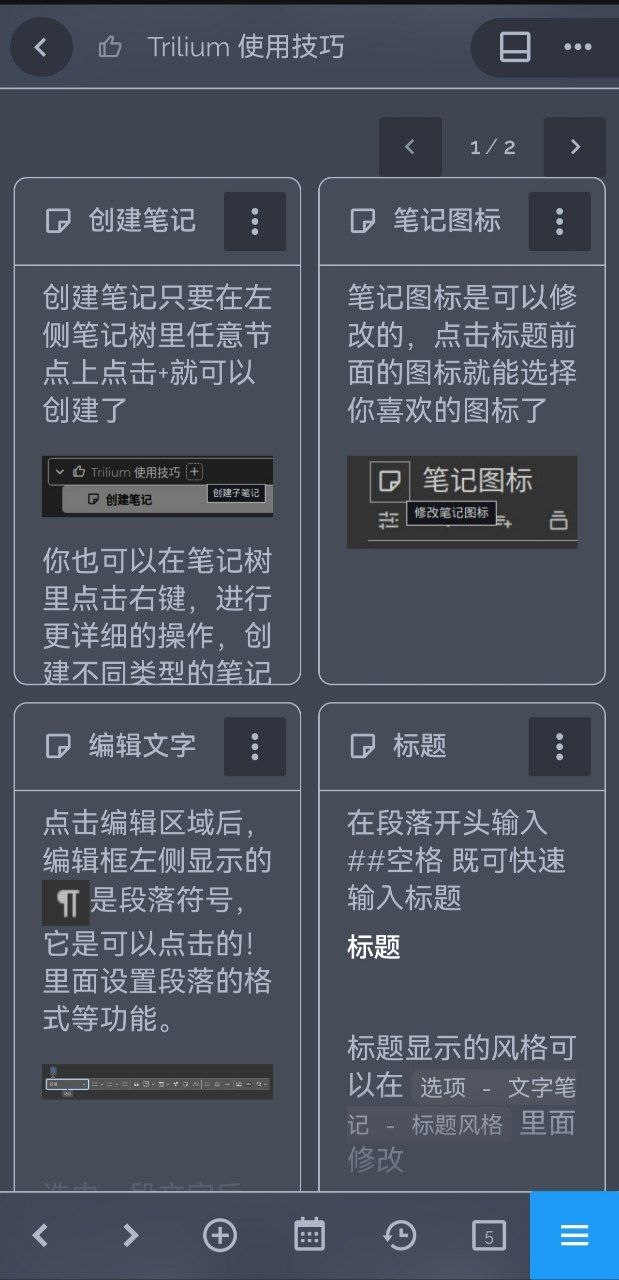 Trilium 使用技巧
1 / 2
创建笔记
创建笔记只要在左
侧笔记树里任意节
点上点击+就可以
创建了
Trilium 使用技巧
创建笔记
创建子笔记
你也可以在笔记树
里点击右键，进行
更详细的操作，创
建不同类型的笔记
笔记图标
笔记图标是可以修
改的，点击标题前
面的图标就能选择
你喜欢的图标了
笔记图标
修改笔记图标
编辑文字
点击编辑区域后，
编辑框左侧显示的
¶是段落符号，
它是可以点击的！
里面设置段落的格
式等功能。
标题
在段落开头输入
##空格 既可快速
输入标题
标题
标题显示的风格可
以在 选项 - 文字笔
记 - 标题风格 里面
修改
5